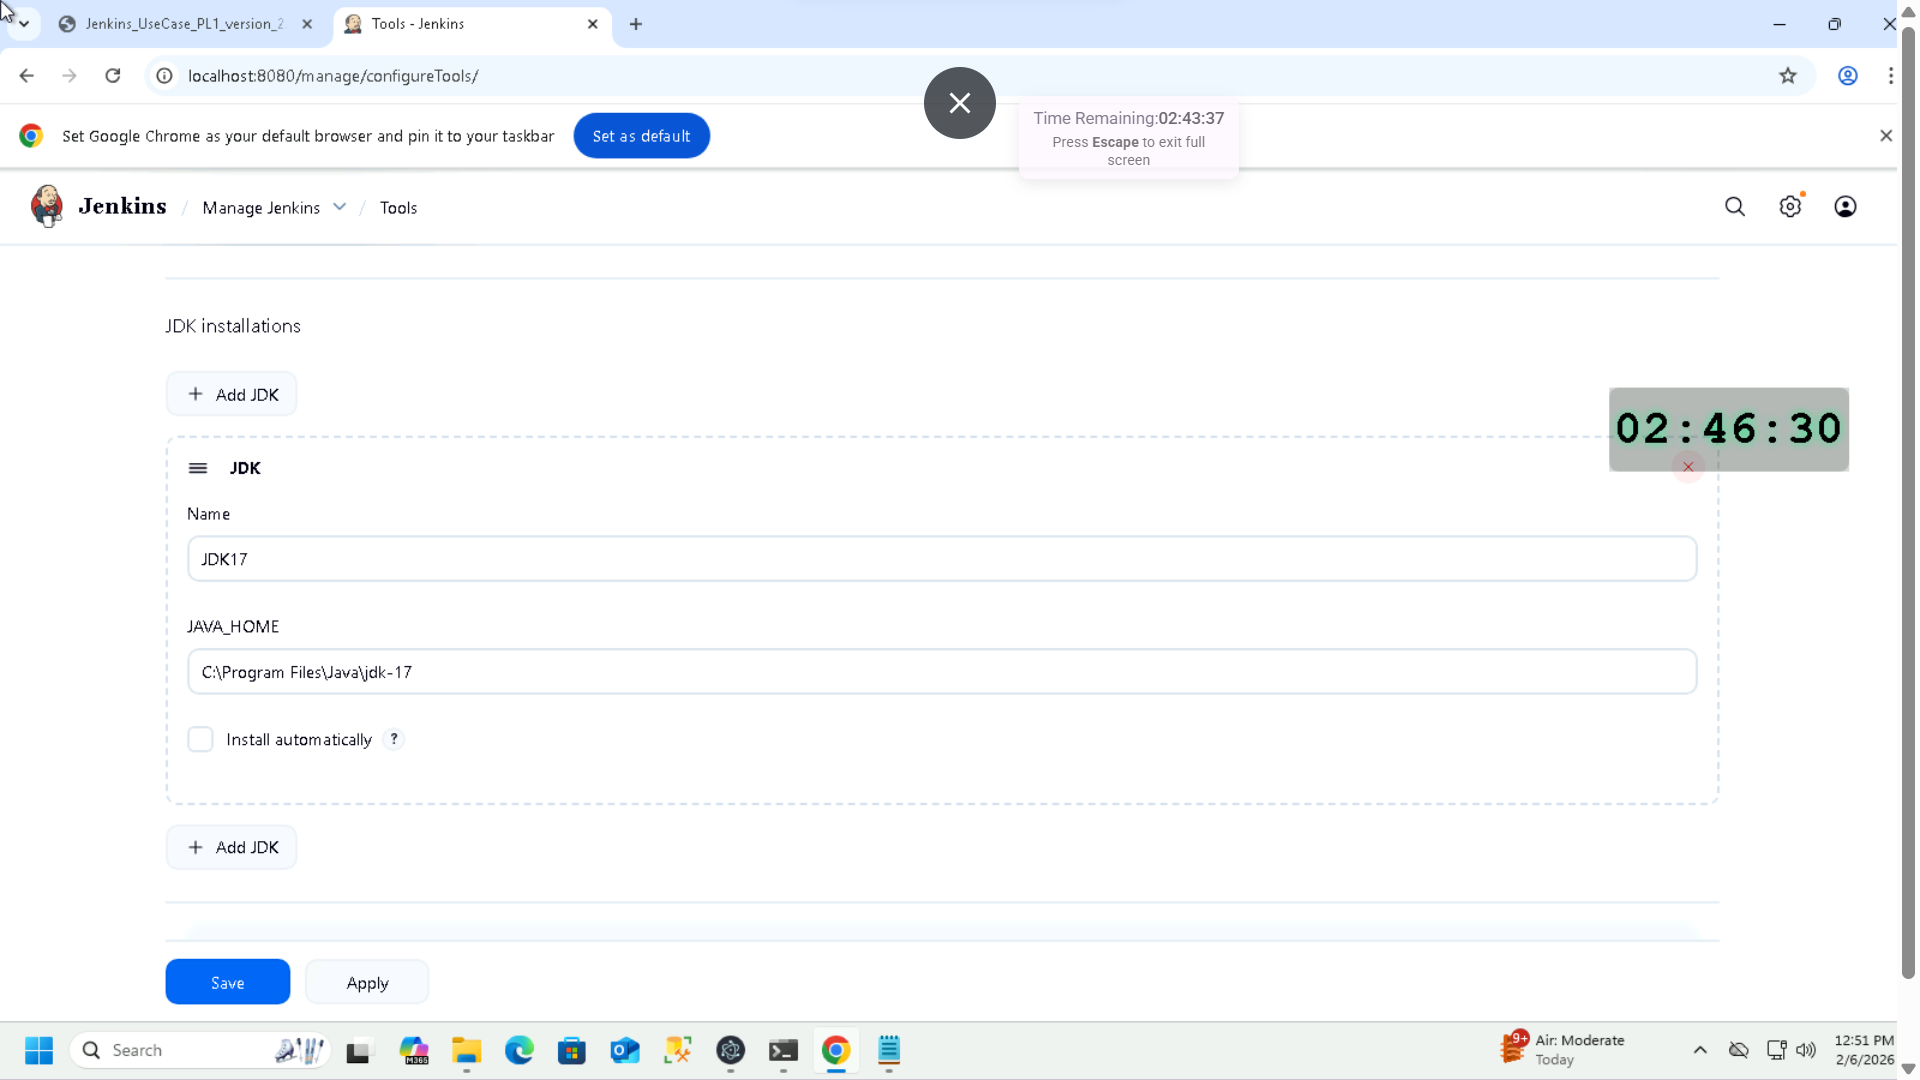 Jenkins_UseCase_PL1_version_2
Tools - Jenkins
localhost:8080/manage/configureTools/
Set Google Chrome as your default browser and pin it to your taskbar
Set as default
Time Remaining:02:43:37
Press Escape to exit full
screen
Jenkins / Manage Jenkins / Tools
JDK installations
+ Add JDK
02:46:30
JDK
Name
JDK17
JAVA_HOME
C:\Program Files\Java\jdk-17
Install automatically ?
+ Add JDK
Save
Apply
Search
M365
9+
Air: Moderate
Today
12:51 PM
2/6/2026